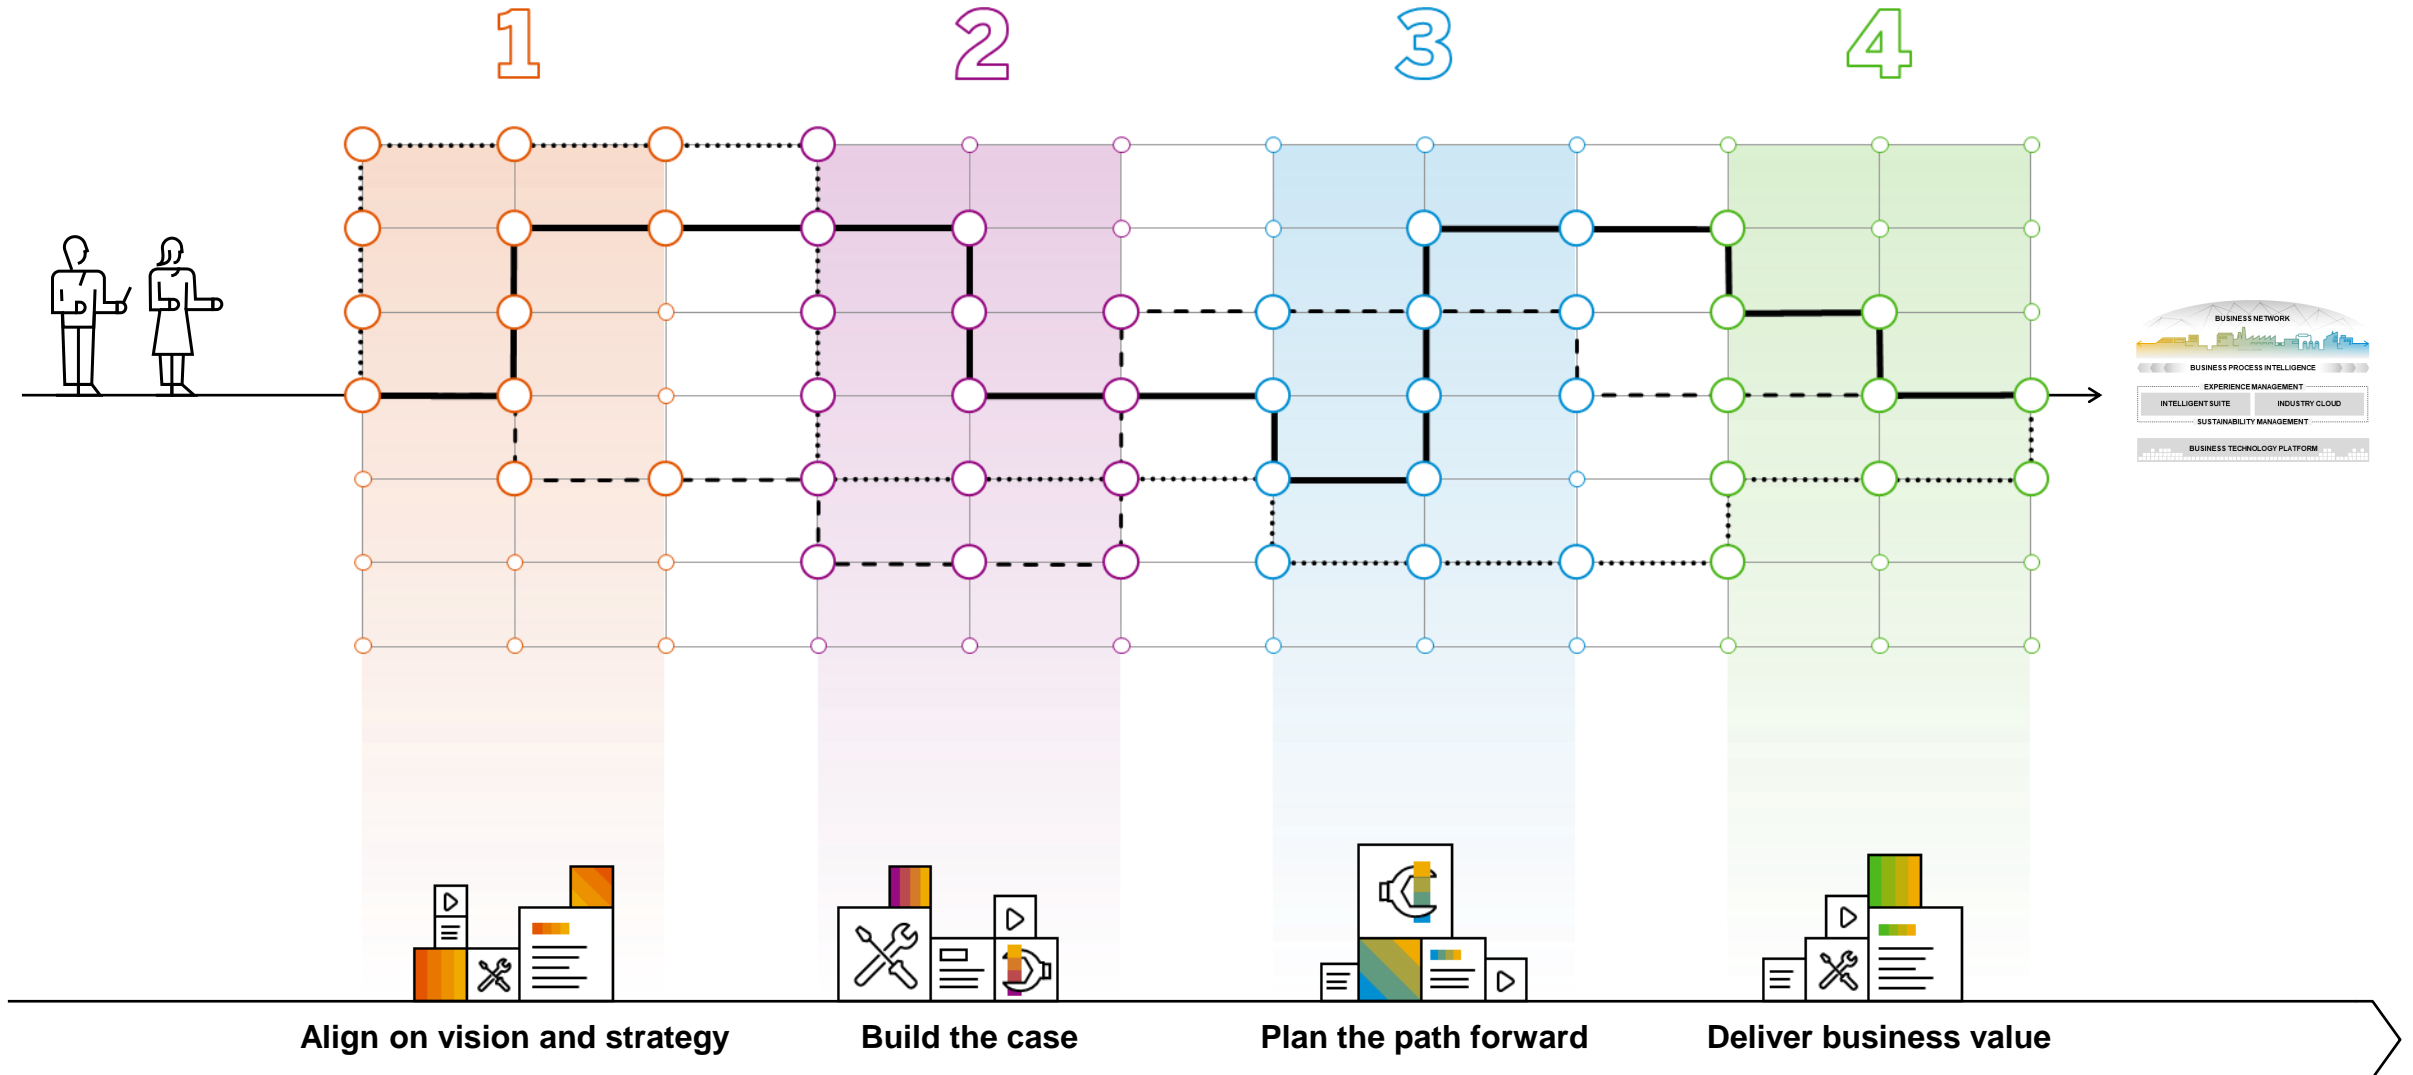 1
2
3
4
BUSINESS NETWORK
BUSINESS PROCESS INTELLIGENCE
EXPERIENCE MANAGEMENT
INTELLIGENT SUITE
INDUSTRY CLOUD
SUSTAINABILITY MANAGEMENT
BUSINESS TECHNOLOGY PLATFORM
Align on vision and strategy
Build the case
Plan the path forward
Deliver business value